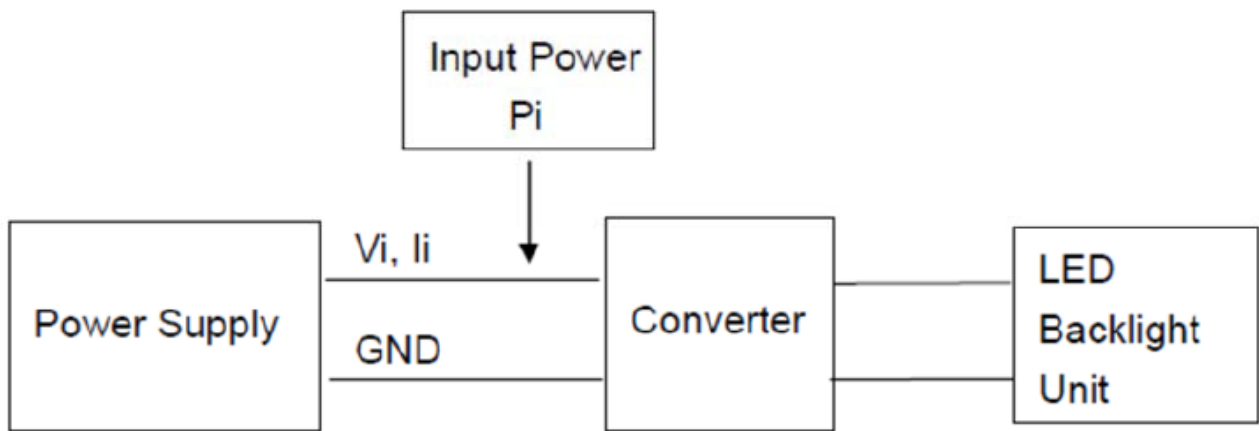 Input Power
Pi
Vi, Ii
Power Supply
GND
Converter
LED
Backlight
Unit